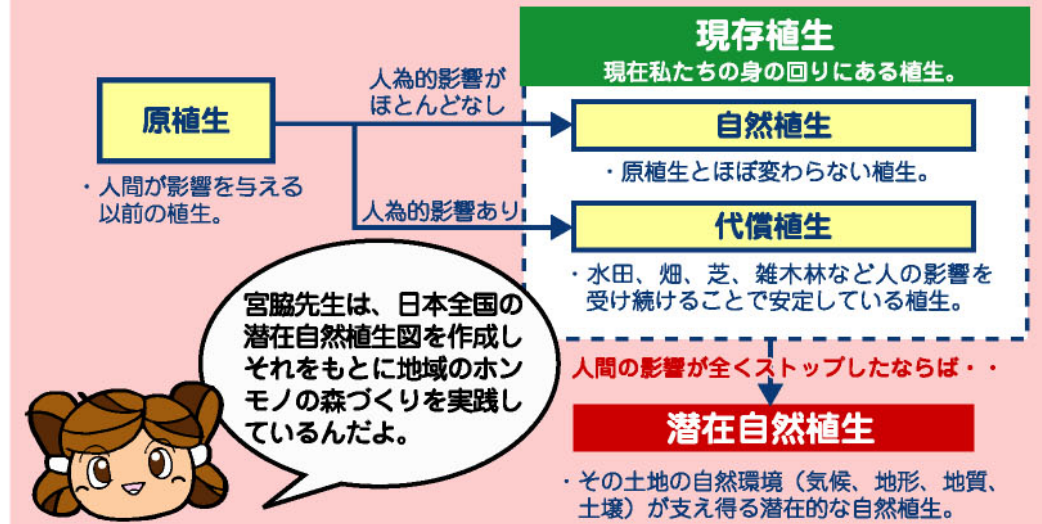 現存植生
現在私たちの身の回りにある植生。
人為的影響が
ほとんどなし
原植生
自然植生
・人間が影響を与える
以前の植生。
・原植生とほぼ変わらない植生。
人為的影響あり
代償植生
・水田、畑、芝、雑木林など人の影響を
受け続けることで安定している植生。
宮脇先生は、日本全国の
潜在自然植生図を作成し
それをもとに地域のホン
モノの森づくりを実践し
ているんだよ。
人間の影響が全くストップしたならば・・
潜在自然植生
・その土地の自然環境（気候、地形、地質、
土壌）が支え得る潜在的な自然植生。